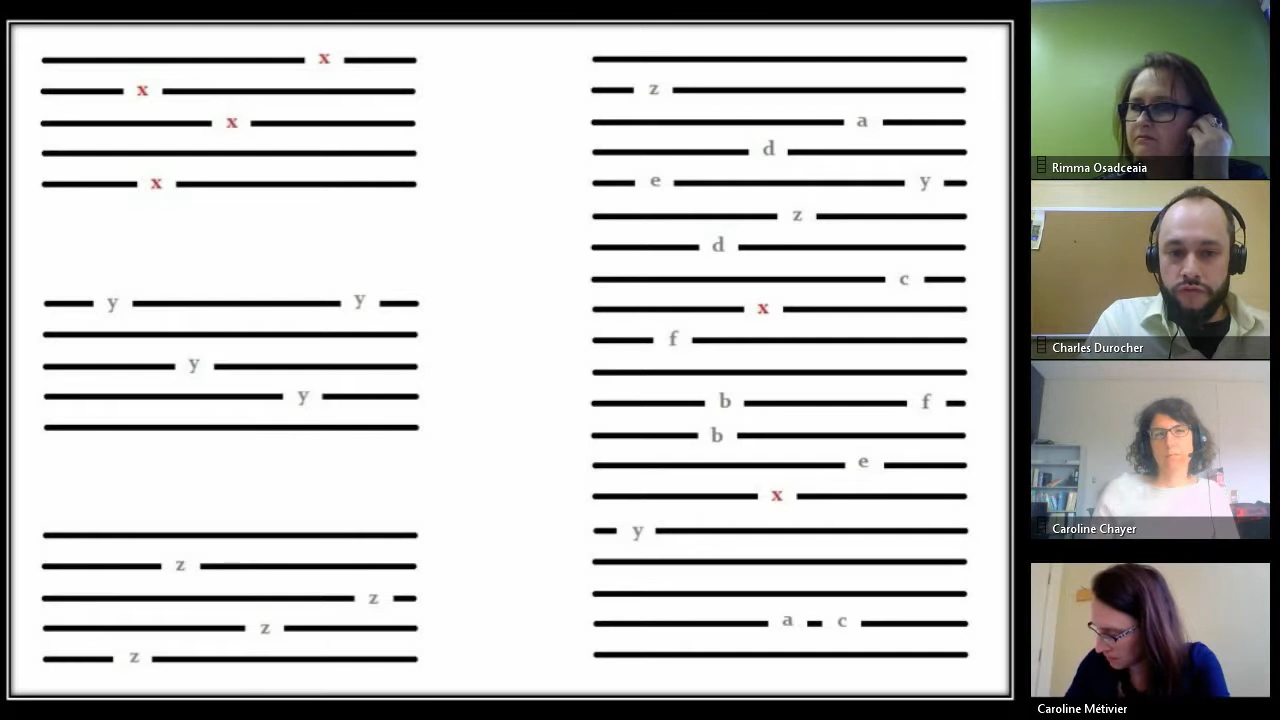 x
x
x
x
y y
y
y
z
z
z
z
z
a
d
e y
z
d
c
x
f
b f
b
e
x
y
a c
Rimma Osadceaia
Charles Durocher
Caroline Chayer
Caroline Métivier